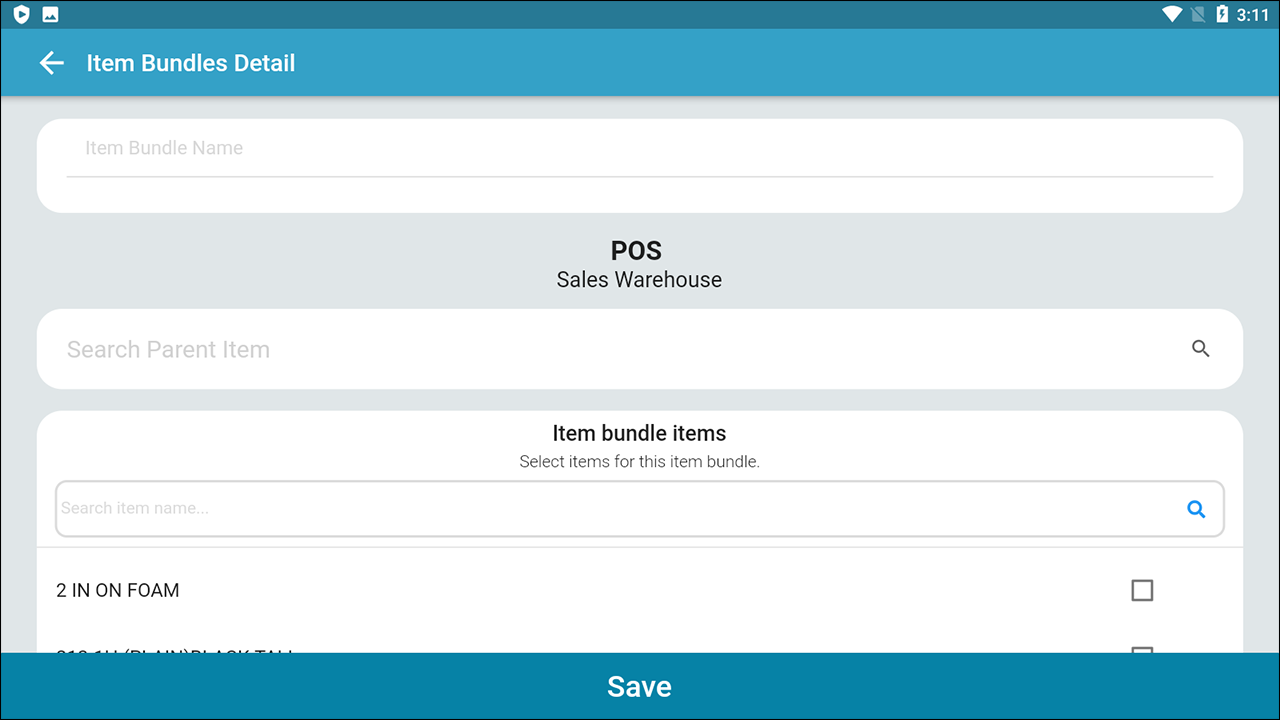 3:11
Item Bundles Detail
Item Bundle Name
POS
Sales Warehouse
Search Parent Item
Item bundle items
Select items for this item bundle.
Search item name...
2 IN ON FOAM
Save